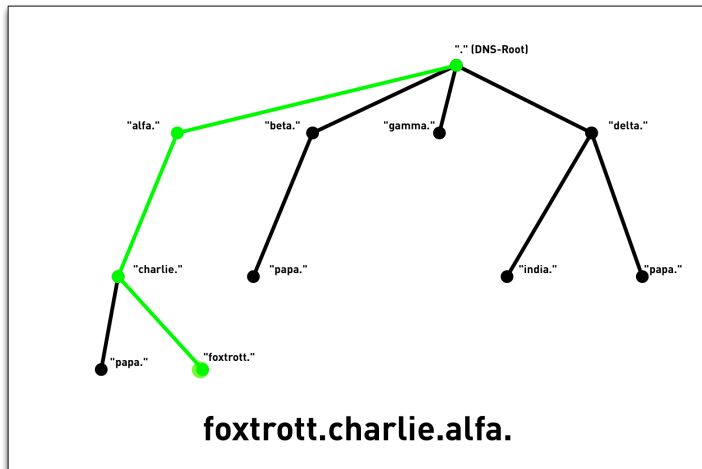 "." (DNS-Root)
"alfa."
"beta."
"gamma."
"delta."
"charlie."
"papa."
"india."
"papa."
"papa."
"foxtrott."
foxtrott.charlie.alfa.